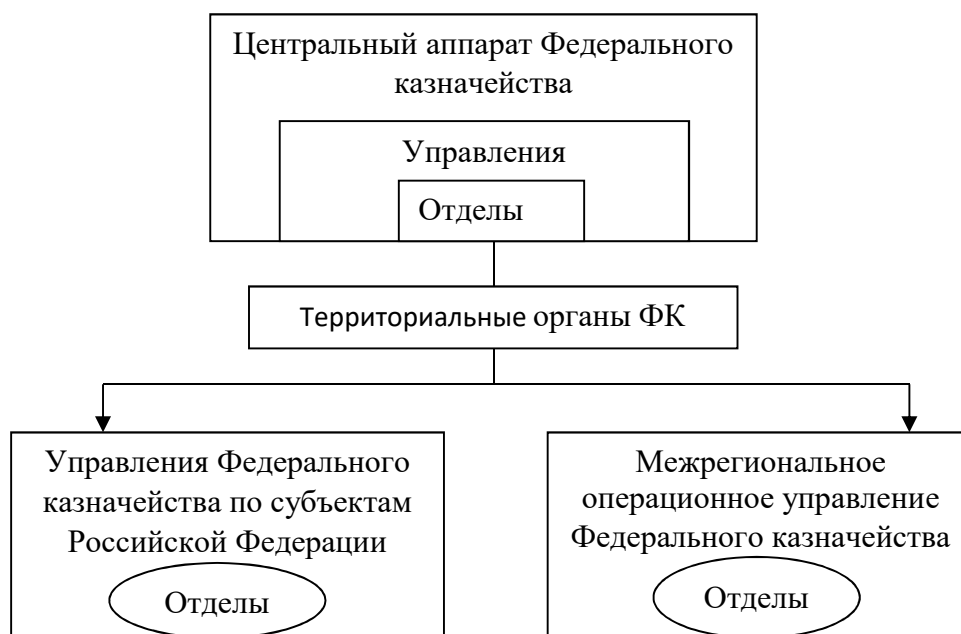 Центральный аппарат Федерального
казначейства
Управления
Отделы
Территориальные органы ФК
Управления Федерального
казначейства по субъектам
Российской Федерации
Отделы
Межрегиональное
операционное управление
Федерального казначейства
Отделы